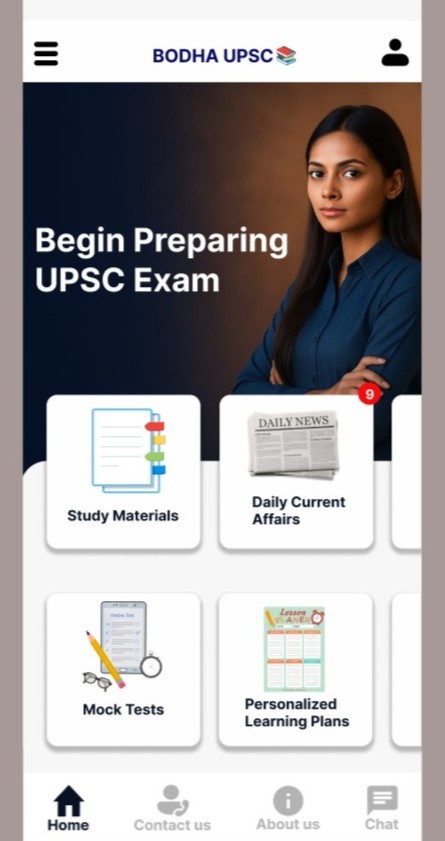 BODHA UPSC
Begin Preparing
UPSC Exam
9
DAILY NEWS
Study Materials
Daily Current
Affairs
Online Test
Lesson
PLANER
Mock Tests
Personalized
Learning Plans
Home
Contact us
About us
Chat